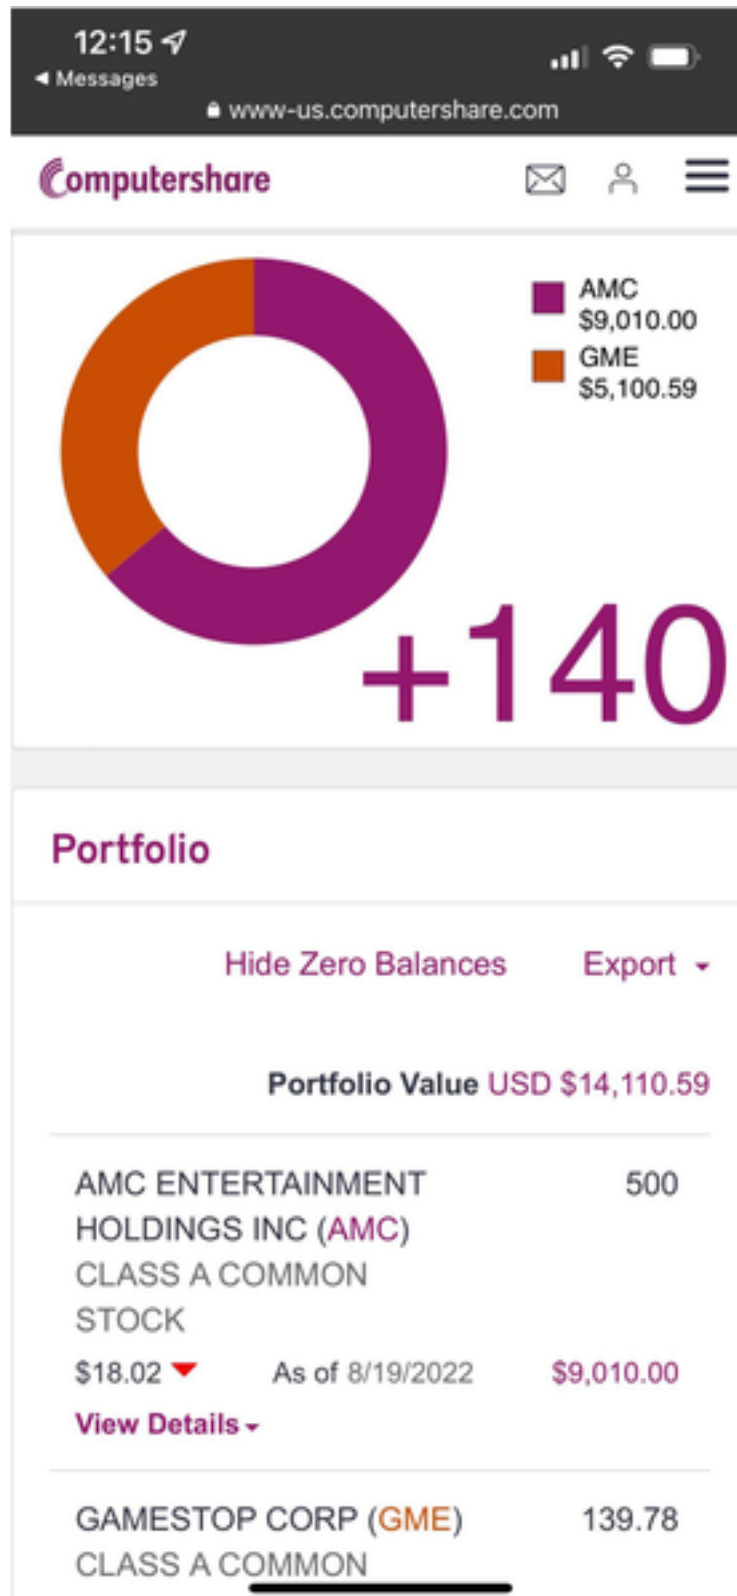 12:15
Messages
www-us.computershare.com
Computershare
AMC
$9,010.00
GME
$5,100.59
+140
Portfolio
Hide Zero Balances Export
Portfolio Value USD $14,110.59
AMC ENTERTAINMENT 500
HOLDINGS INC (AMC)
CLASS A COMMON
STOCK
$18.02 As of 8/19/2022 $9,010.00
View Details
GAMESTOP CORP (GME) 139.78
CLASS A COMMON